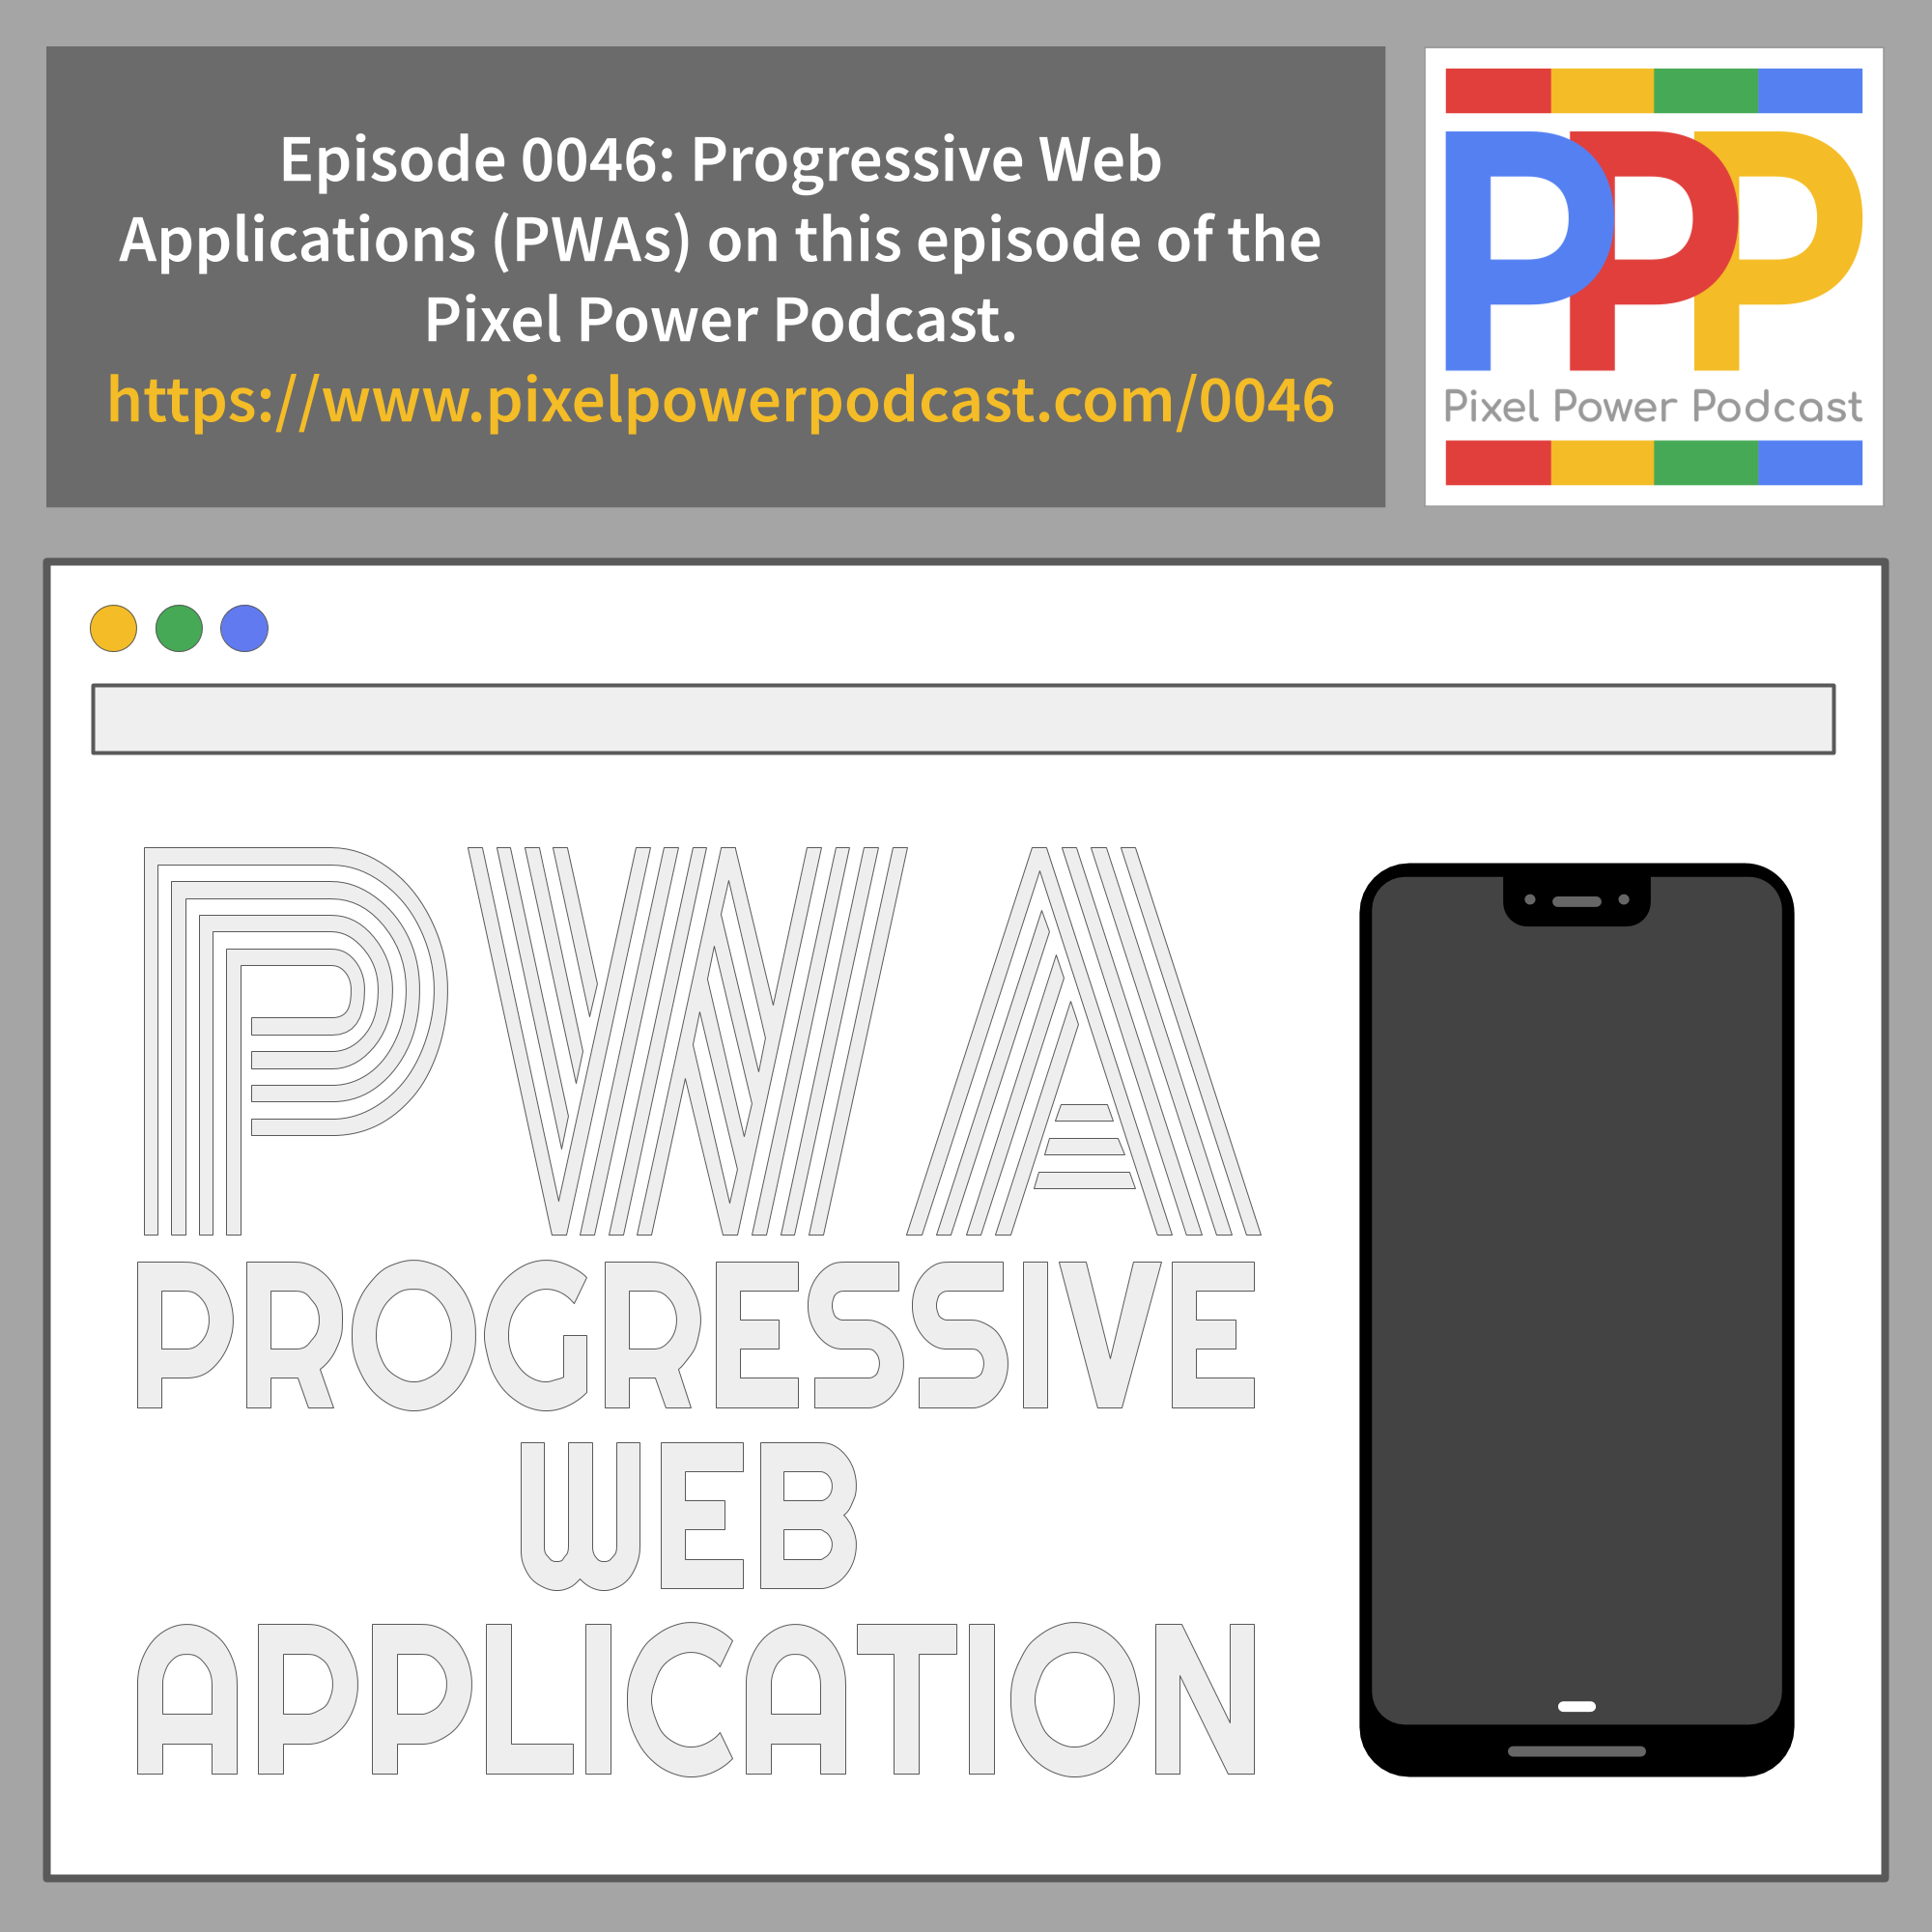 Episode 0046: Progressive Web
Applications (PWAs) on this episode of the
Pixel Power Podcast.
https://www.pixelpowerpodcast.com/0046
PPP
Pixel Power Podcast
PWA
PROGRESSIVE
WEB
APPLICATION